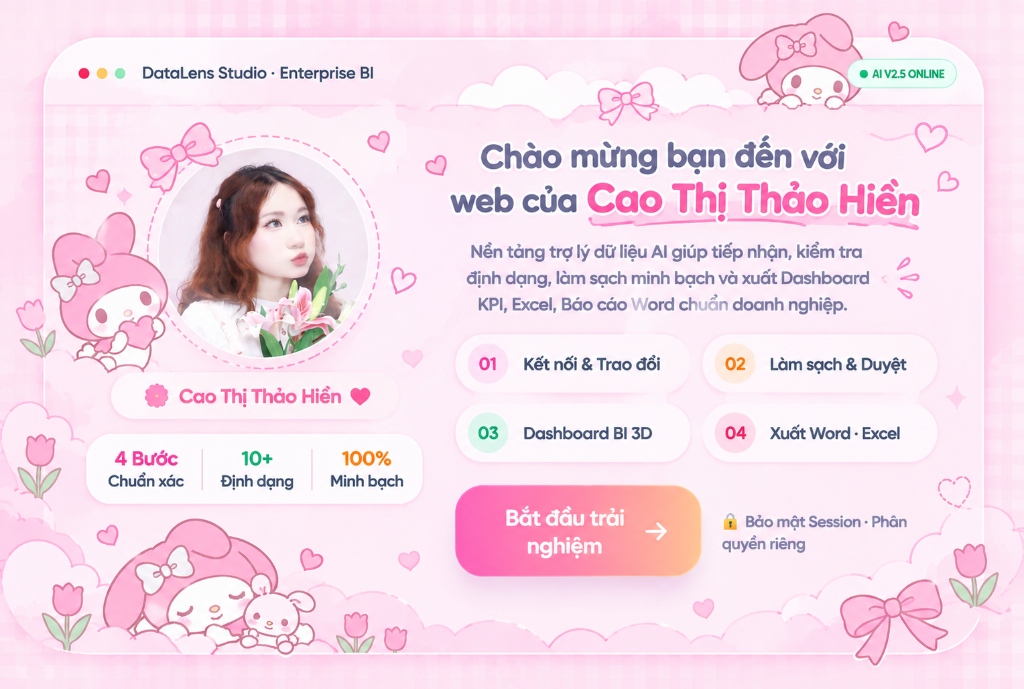 DataLens Studio · Enterprise BI
AI V2.5 ONLINE
Chào mừng bạn đến với
web của Cao Thị Thảo Hiền
Nền tảng trợ lý dữ liệu AI giúp tiếp nhận, kiểm tra
định dạng, làm sạch minh bạch và xuất Dashboard
KPI, Excel, Báo cáo Word chuẩn doanh nghiệp.
Cao Thị Thảo Hiền
4 Bước
Chuẩn xác
10+
Định dạng
100%
Minh bạch
01 Kết nối & Trao đổi
02 Làm sạch & Duyệt
03 Dashboard BI 3D
04 Xuất Word · Excel
Bắt đầu trải
nghiệm →
🔒 Bảo mật Session · Phân
quyền riêng